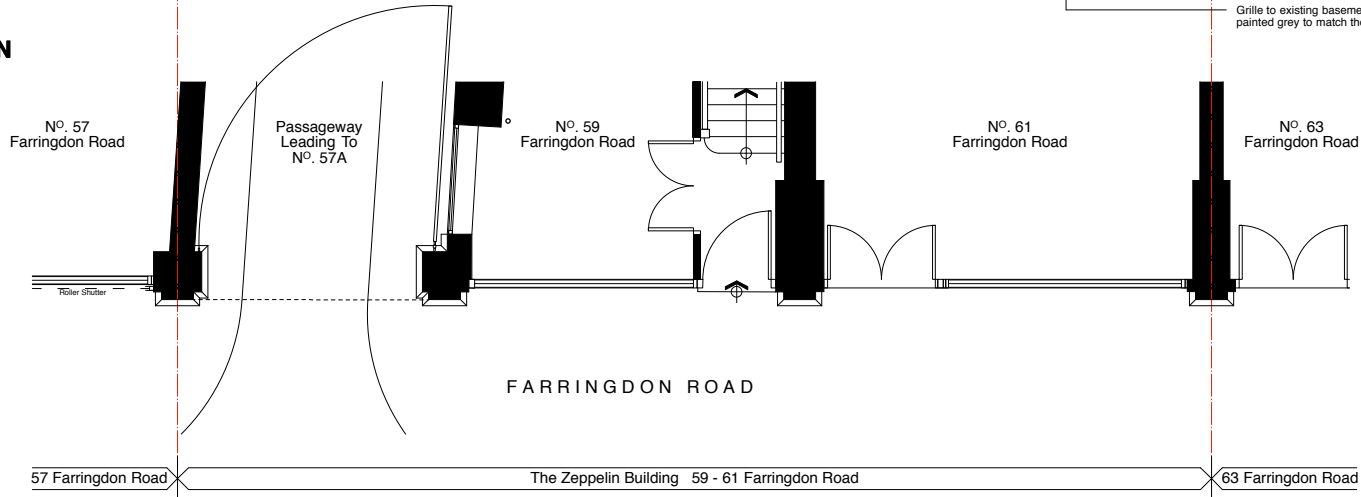 Grille to existing baseme
painted grey to match the
N
Nᴼ. 57
Farringdon Road
Passageway
Leading To
Nᴼ. 57A
Nᴼ. 59
Farringdon Road
Nᴼ. 61
Farringdon Road
Nᴼ. 63
Farringdon Road
Roller Shutter
FARRINGDON ROAD
57 Farringdon Road
The Zeppelin Building 59 - 61 Farringdon Road
63 Farringdon Road